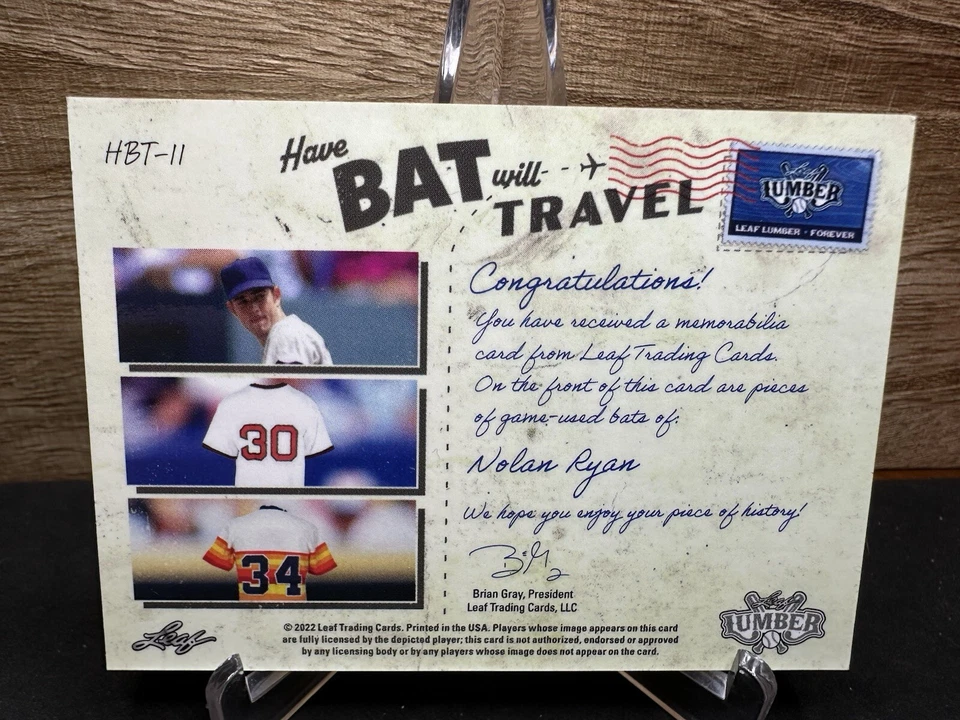 HBT-11
Have
BAT will
TRAVEL
Leaf
LUMBER
LEAF LUMBER · FOREVER
30
34
Congratulations!
You have received a memorabilia
card from Leaf Trading Cards.
On the front of this card are pieces
of game-used bats of:
Nolan Ryan
We hope you enjoy your piece of history!
Brian Gray, President
Leaf Trading Cards, LLC
Leaf
© 2022 Leaf Trading Cards. Printed in the USA. Players whose image appears on this card
are fully licensed by the depicted player; this card is not authorized, endorsed or approved
by any licensing body or by any players whose image does not appear on the card.
Leaf
LUMBER